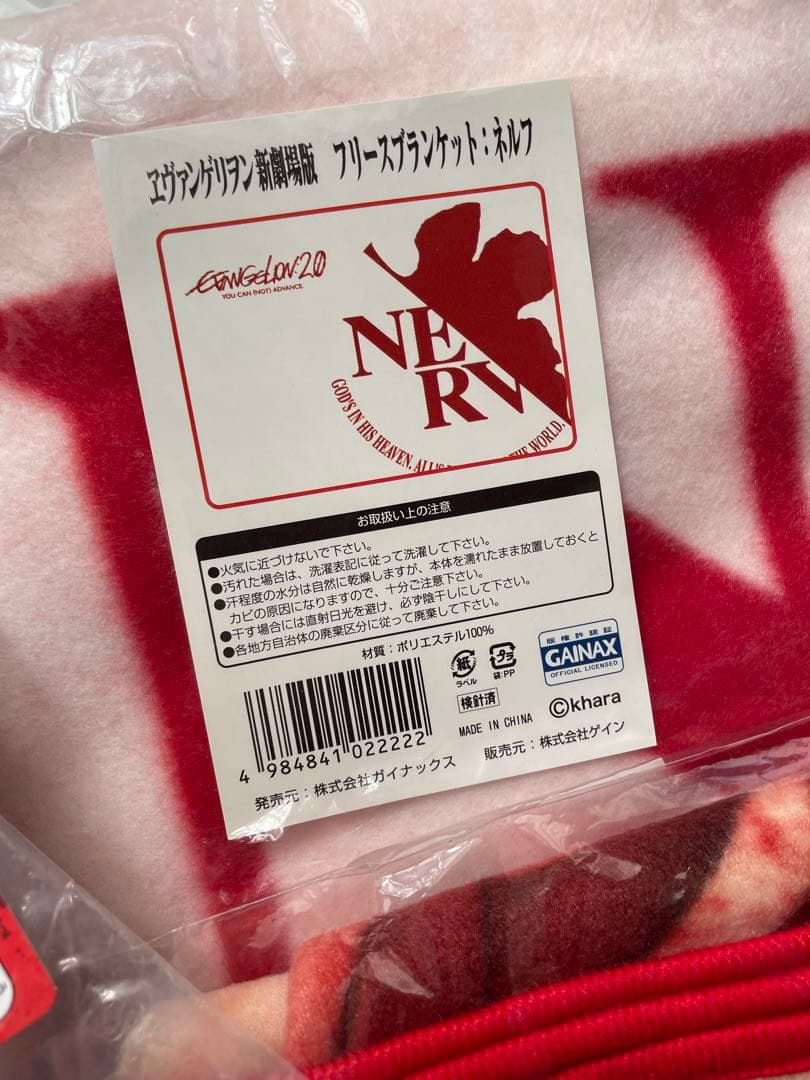 ヱヴァンゲリヲン新劇場版　フリースブランケット：ネルフ
EVANGELION:2.0
YOU CAN (NOT) ADVANCE.
NERV
GOD'S IN HIS HEAVEN. ALL'S THE WORLD.
お取扱い上の注意
●火気に近づけないで下さい。
●汚れた場合は、洗濯表記に従って洗濯して下さい。
●汗程度の水分は自然に乾燥しますが、本体を濡れたまま放置しておくと
カビの原因になりますので、十分ご注意下さい。
●干す場合には直射日光を避け、必ず陰干しにして下さい。
●各地方自治体の廃棄区分に従って廃棄して下さい。
材質：ポリエステル100%
紙
ラベル
プラ
袋:PP
検針済
MADE IN CHINA
版権許諾証
GAINAX
OFFICIAL LICENSED
©khara
4 984841 022222
発売元：株式会社ガイナックス　販売元：株式会社ゲイン